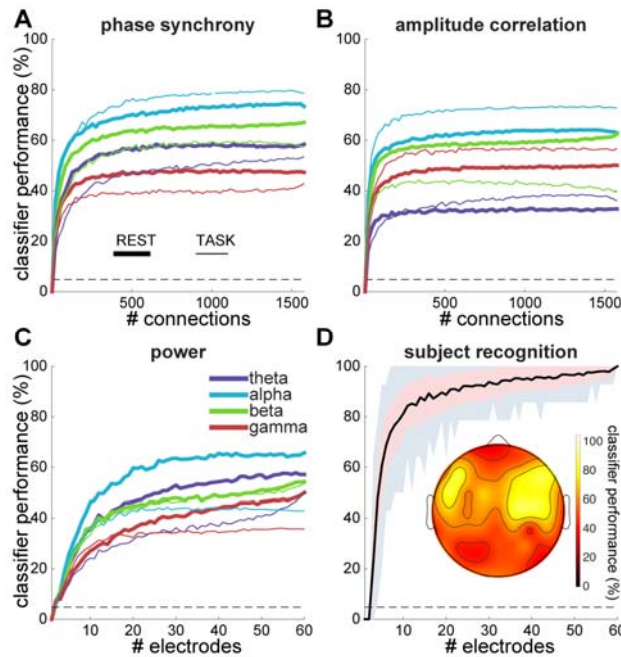 A phase synchrony
B amplitude correlation
classifier performance (%)
100
80
60
40
20
0
REST TASK
500 1000 1500
# connections
100
80
60
40
20
0
500 1000 1500
# connections
C power
D subject recognition
classifier performance (%)
100
80
60
40
20
0
theta
alpha
beta
gamma
10 20 30 40 50 60
# electrodes
100
80
60
40
20
0
classifier performance (%)
100
80
60
40
20
0
10 20 30 40 50 60
# electrodes